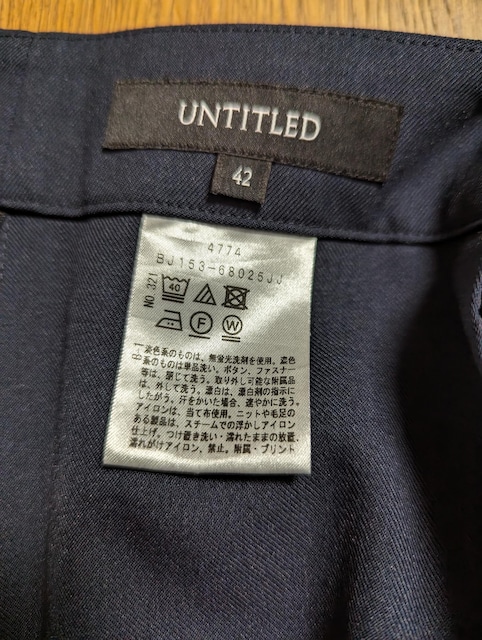 UNTITLED
42
4774
BJ153-68025JJ
NO 321
40
F W
淡色系のものは、無蛍光洗剤を使用、濃色
系のものは単品洗い。ボタン、ファスナー
等は、閉じて洗う。取り外し可能な附属品
は、外して洗う。漂白は、漂白剤の指示に
したがう。汗をかいた場合、速やかに洗う。
アイロンは、当て布使用。ニットや毛足の
ある製品は、スチームでの浮かしアイロン
仕上げ。つけ置き洗い・濡れたままの放置、
濡れがけアイロン、禁止。附属・プリント